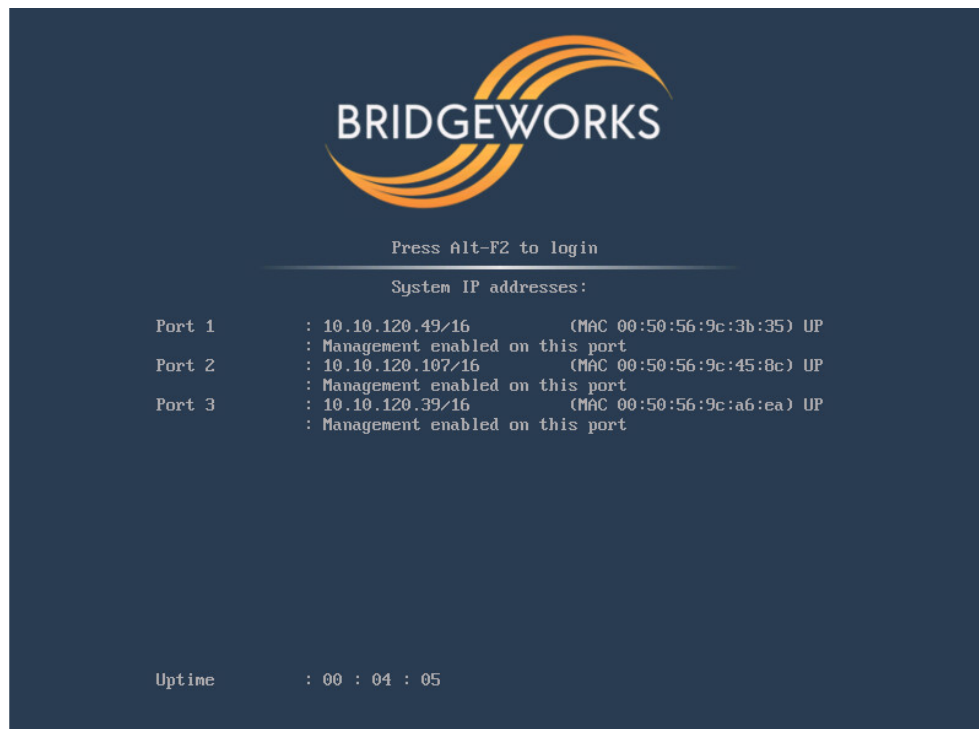 BRIDGEWORKS
Press Alt-F2 to login
System IP addresses:
Port 1 : 10.10.120.49/16 (MAC 00:50:56:9c:3b:35) UP
: Management enabled on this port
Port 2 : 10.10.120.107/16 (MAC 00:50:56:9c:45:8c) UP
: Management enabled on this port
Port 3 : 10.10.120.39/16 (MAC 00:50:56:9c:a6:ea) UP
: Management enabled on this port
Uptime : 00 : 04 : 05